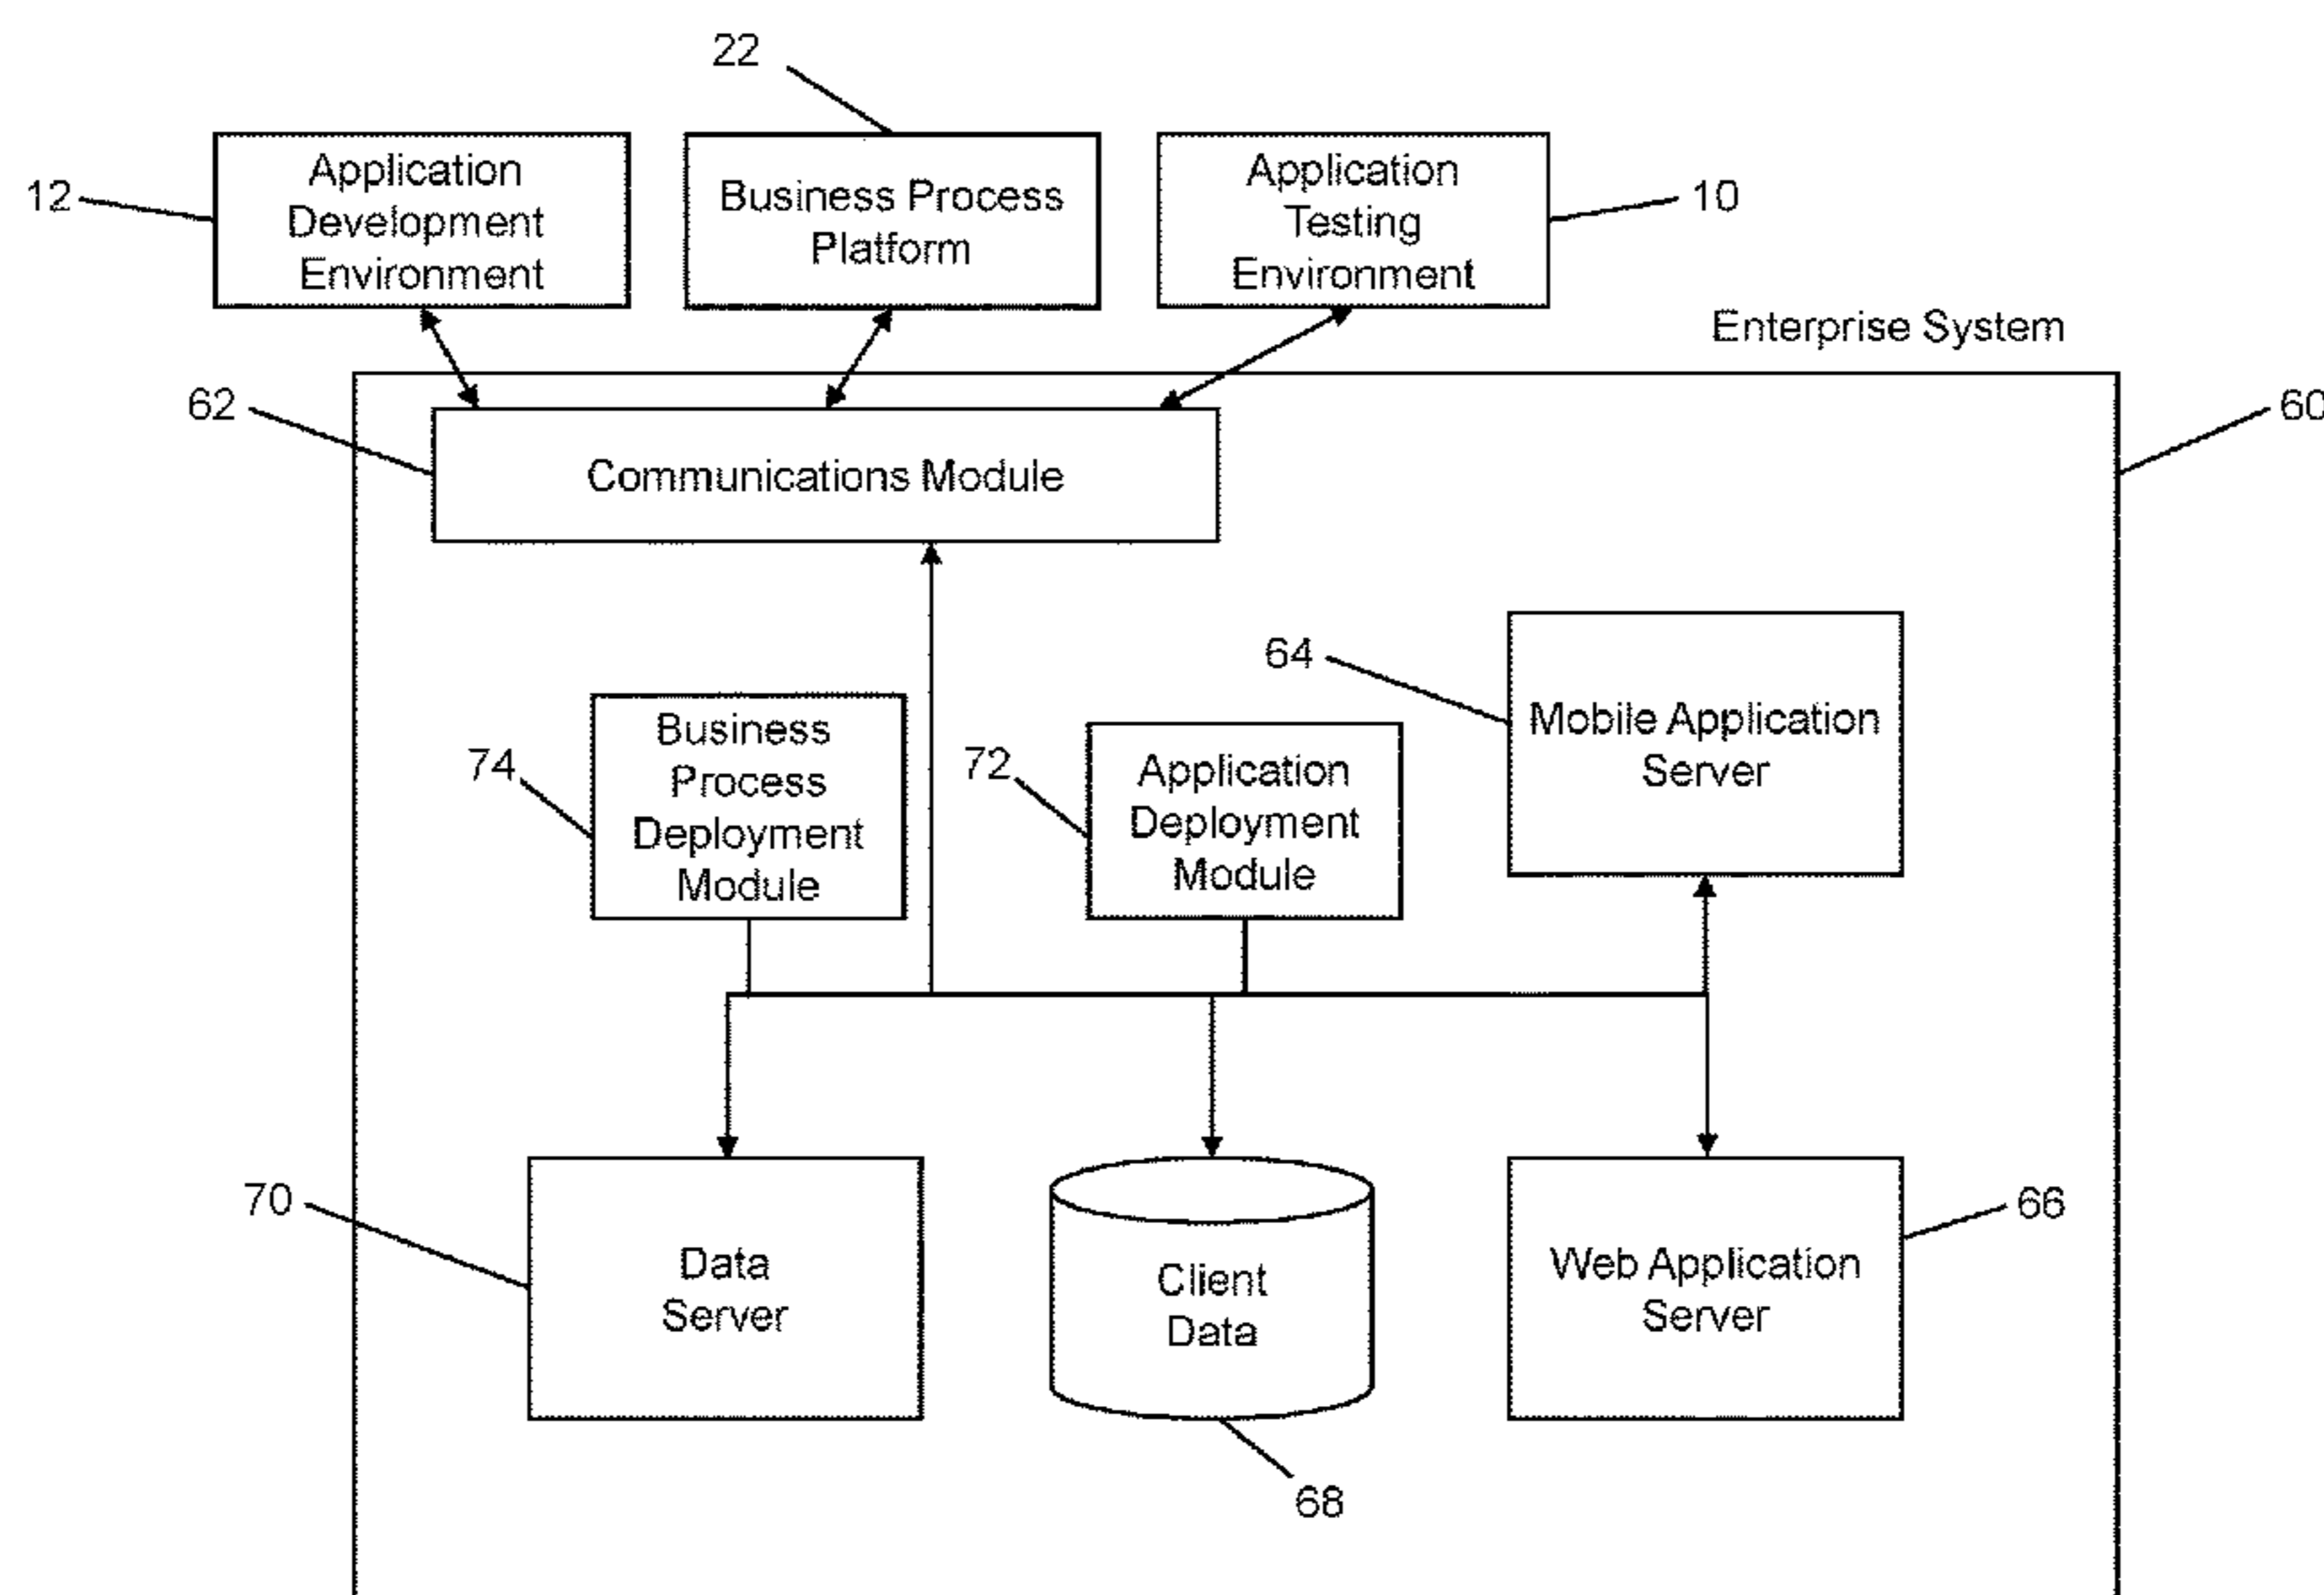 22
12
Application
Development
Environment
Business Process
Platform
Application
Testing
Environment
10
Enterprise System
62
60
Communications Module
64
Mobile Application
Server
74
Business
Process
Deployment
Module
72
Application
Deployment
Module
70
Data
Server
Client
Data
Web Application
Server
66
68